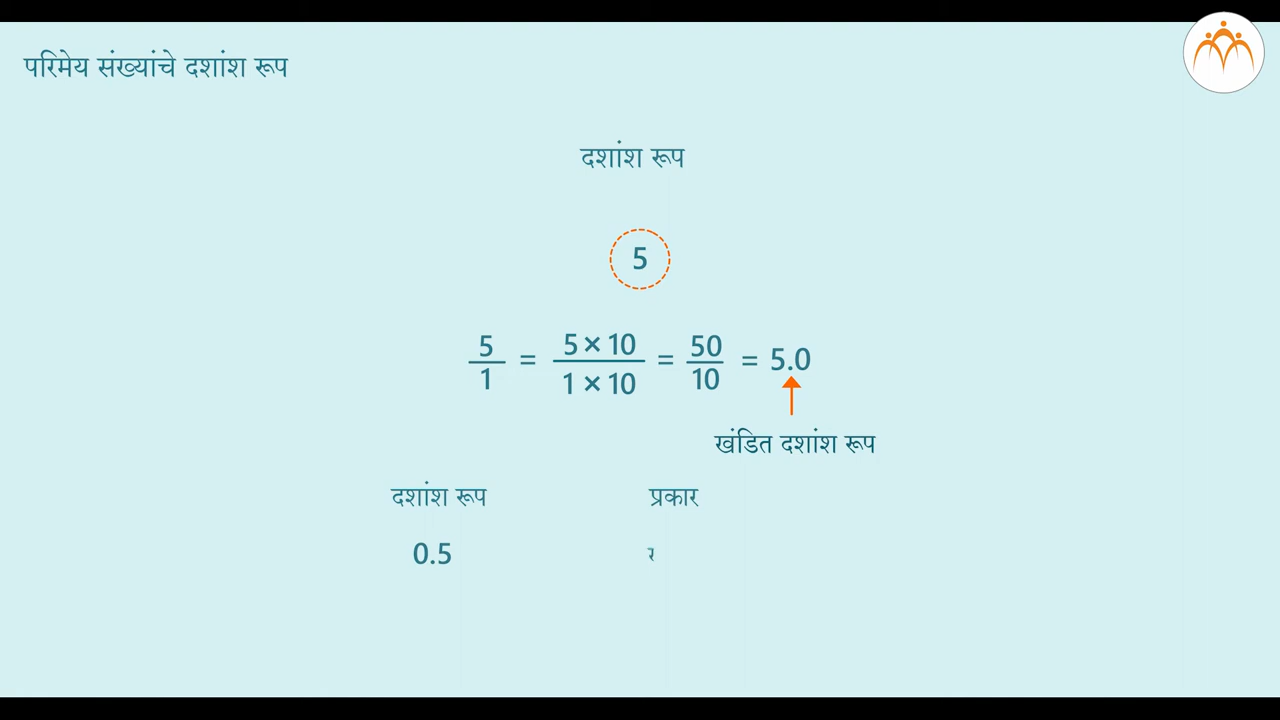 परिमेय संख्यांचे दशांश रूप
दशांश रूप
5
5/1 = 5×10/1×10 = 50/10 = 5.0
खंडित दशांश रूप
दशांश रूप प्रकार
0.5